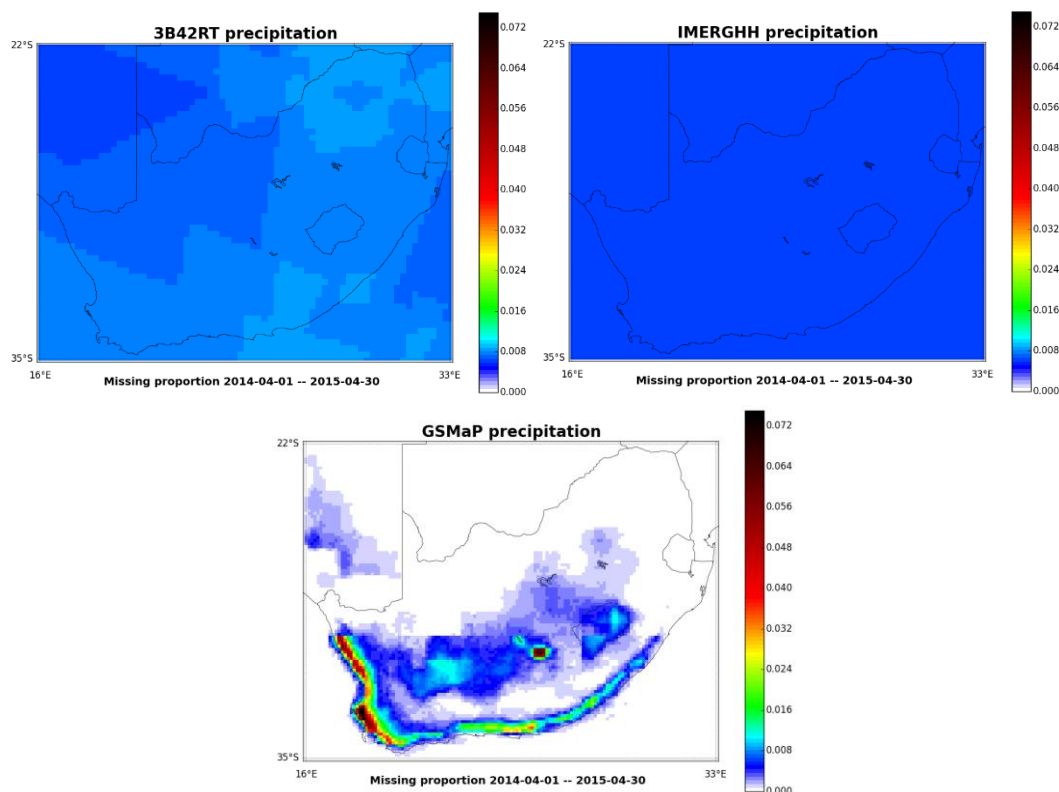 3B42RT precipitation
22°S
35°S
16°E
33°E
Missing proportion 2014-04-01 -- 2015-04-30
0.072
0.064
0.056
0.048
0.040
0.032
0.024
0.016
0.008
0.000
IMERGHH precipitation
22°S
35°S
16°E
33°E
Missing proportion 2014-04-01 -- 2015-04-30
0.072
0.064
0.056
0.048
0.040
0.032
0.024
0.016
0.008
0.000
GSMaP precipitation
22°S
35°S
16°E
33°E
Missing proportion 2014-04-01 -- 2015-04-30
0.072
0.064
0.056
0.048
0.040
0.032
0.024
0.016
0.008
0.000